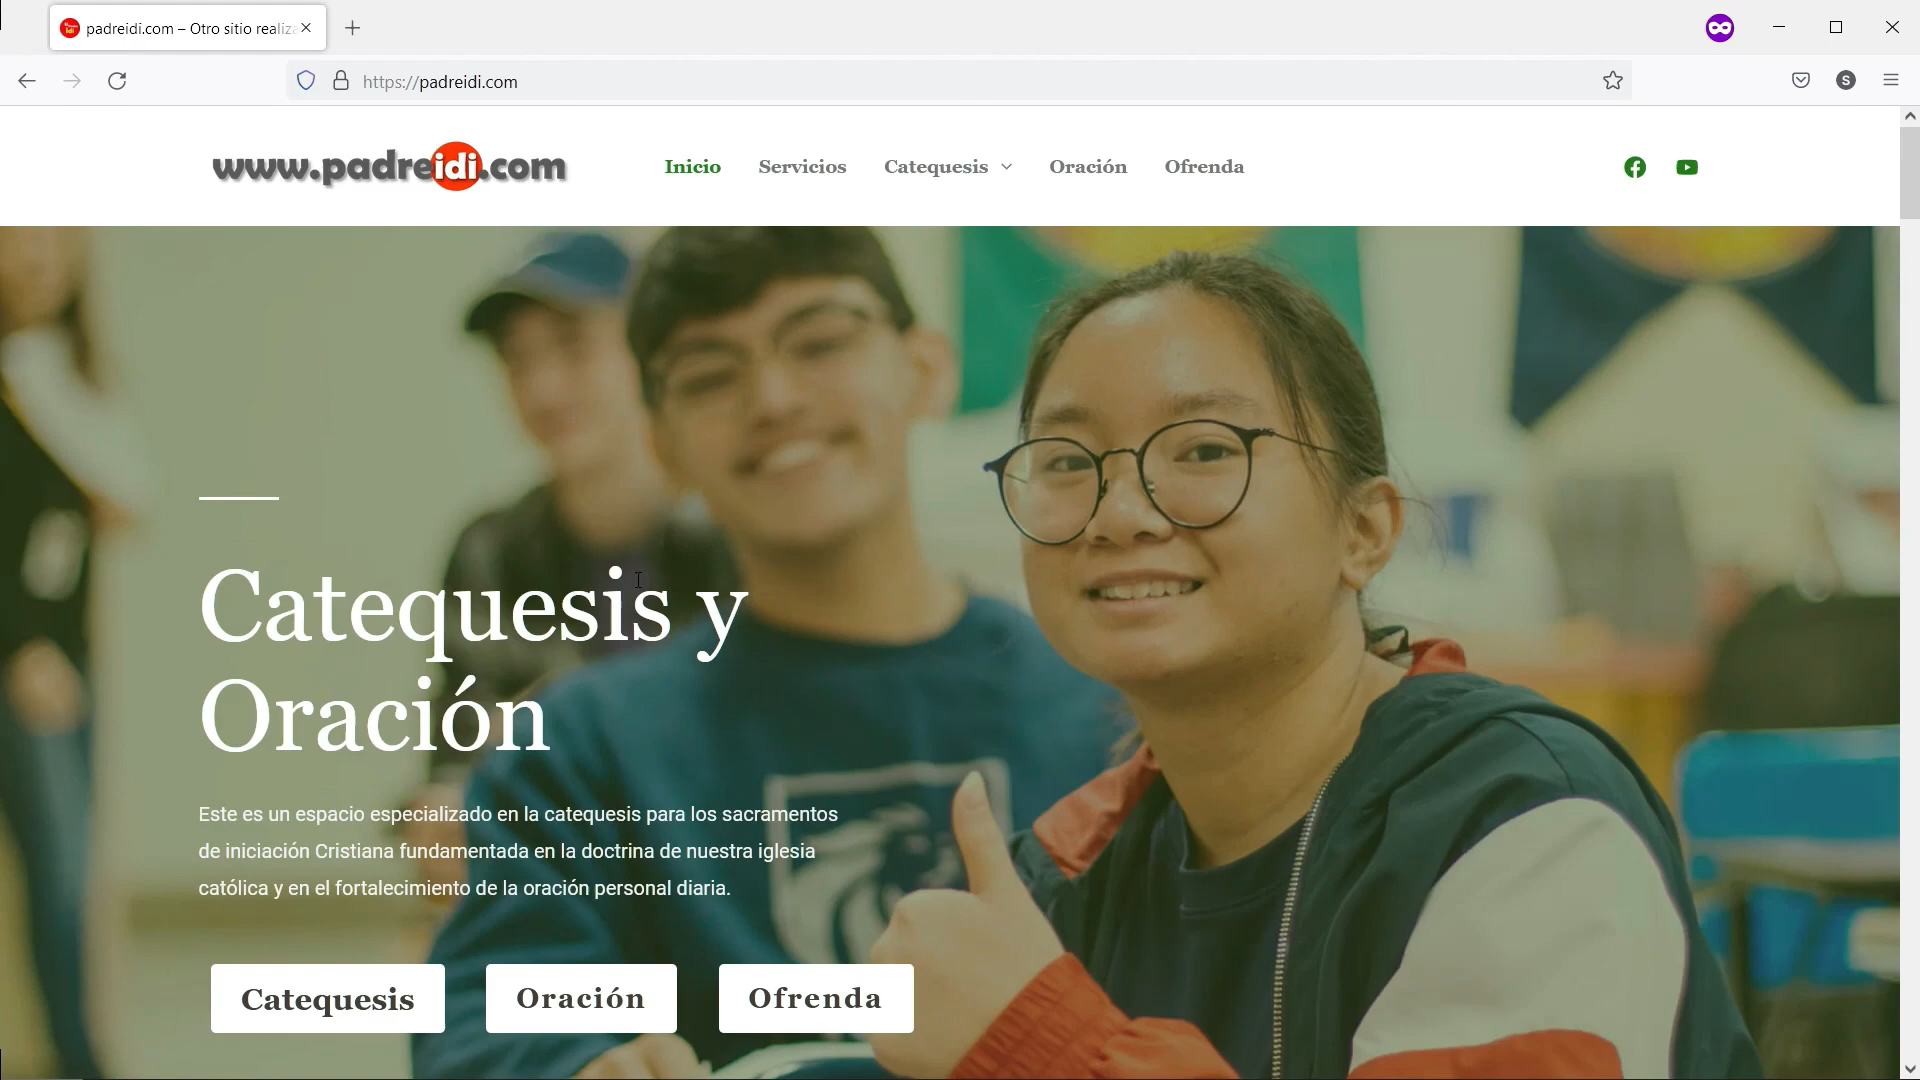 padreidi.com – Otro sitio realiza
https://padreidi.com
S
www.padreidi.com
Inicio
Servicios
Catequesis
Oración
Ofrenda
Catequesis y
Oración
Este es un espacio especializado en la catequesis para los sacramentos
de iniciación Cristiana fundamentada en la doctrina de nuestra iglesia
católica y en el fortalecimiento de la oración personal diaria.
Catequesis
Oración
Ofrenda